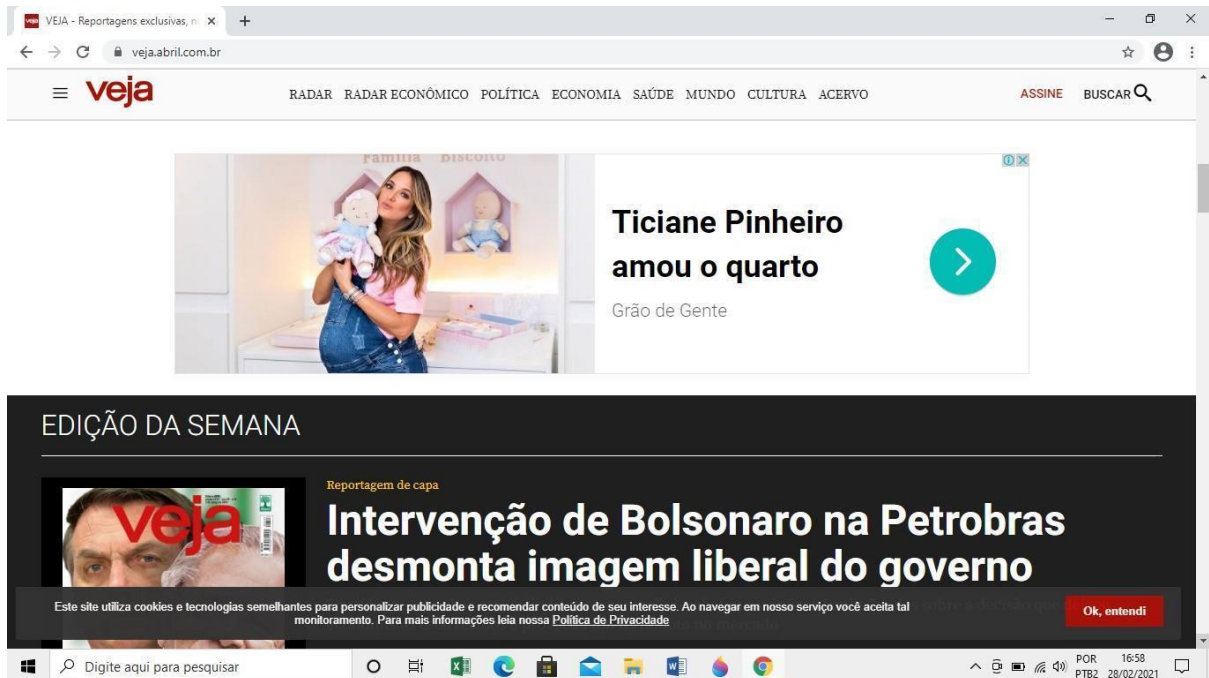 VEJA - Reportagens exclusivas, n
veja.abril.com.br
veja
RADAR RADAR ECONÔMICO POLÍTICA ECONOMIA SAÚDE MUNDO CULTURA ACERVO
ASSINE BUSCAR
Família Biscoito
Ticiane Pinheiro
amou o quarto
Grão de Gente
EDIÇÃO DA SEMANA
veja
Reportagem de capa
Intervenção de Bolsonaro na Petrobras
desmonta imagem liberal do governo
Este site utiliza cookies e tecnologias semelhantes para personalizar publicidade e recomendar conteúdo de seu interesse. Ao navegar em nosso serviço você aceita tal
monitoramento. Para mais informações leia nossa Política de Privacidade
Ok, entendi
Digite aqui para pesquisar
POR 16:58
PTB2 28/02/2021